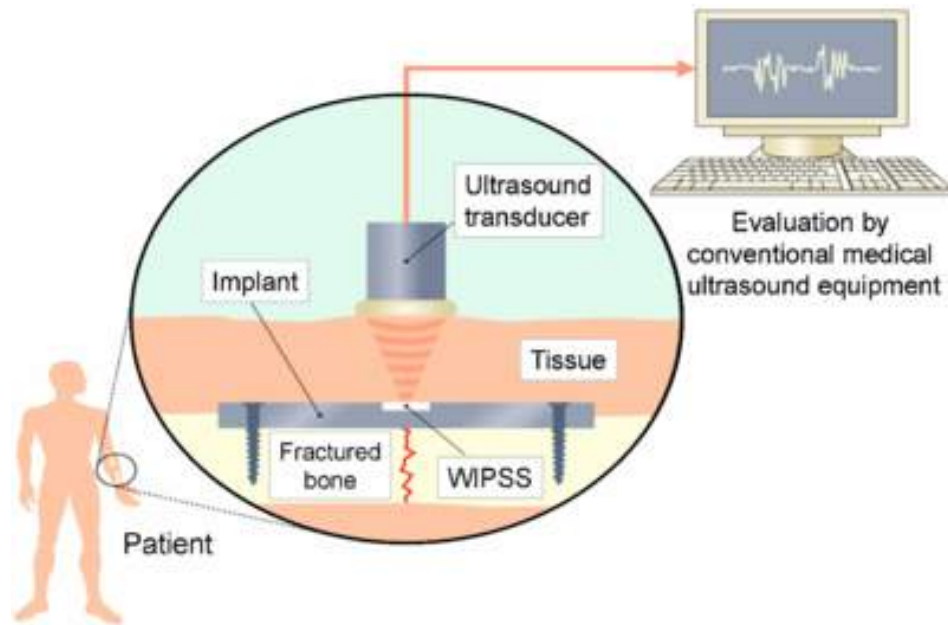 Ultrasound
transducer
Evaluation by
conventional medical
ultrasound equipment
Implant
Tissue
Fractured
bone
WIPSS
Patient